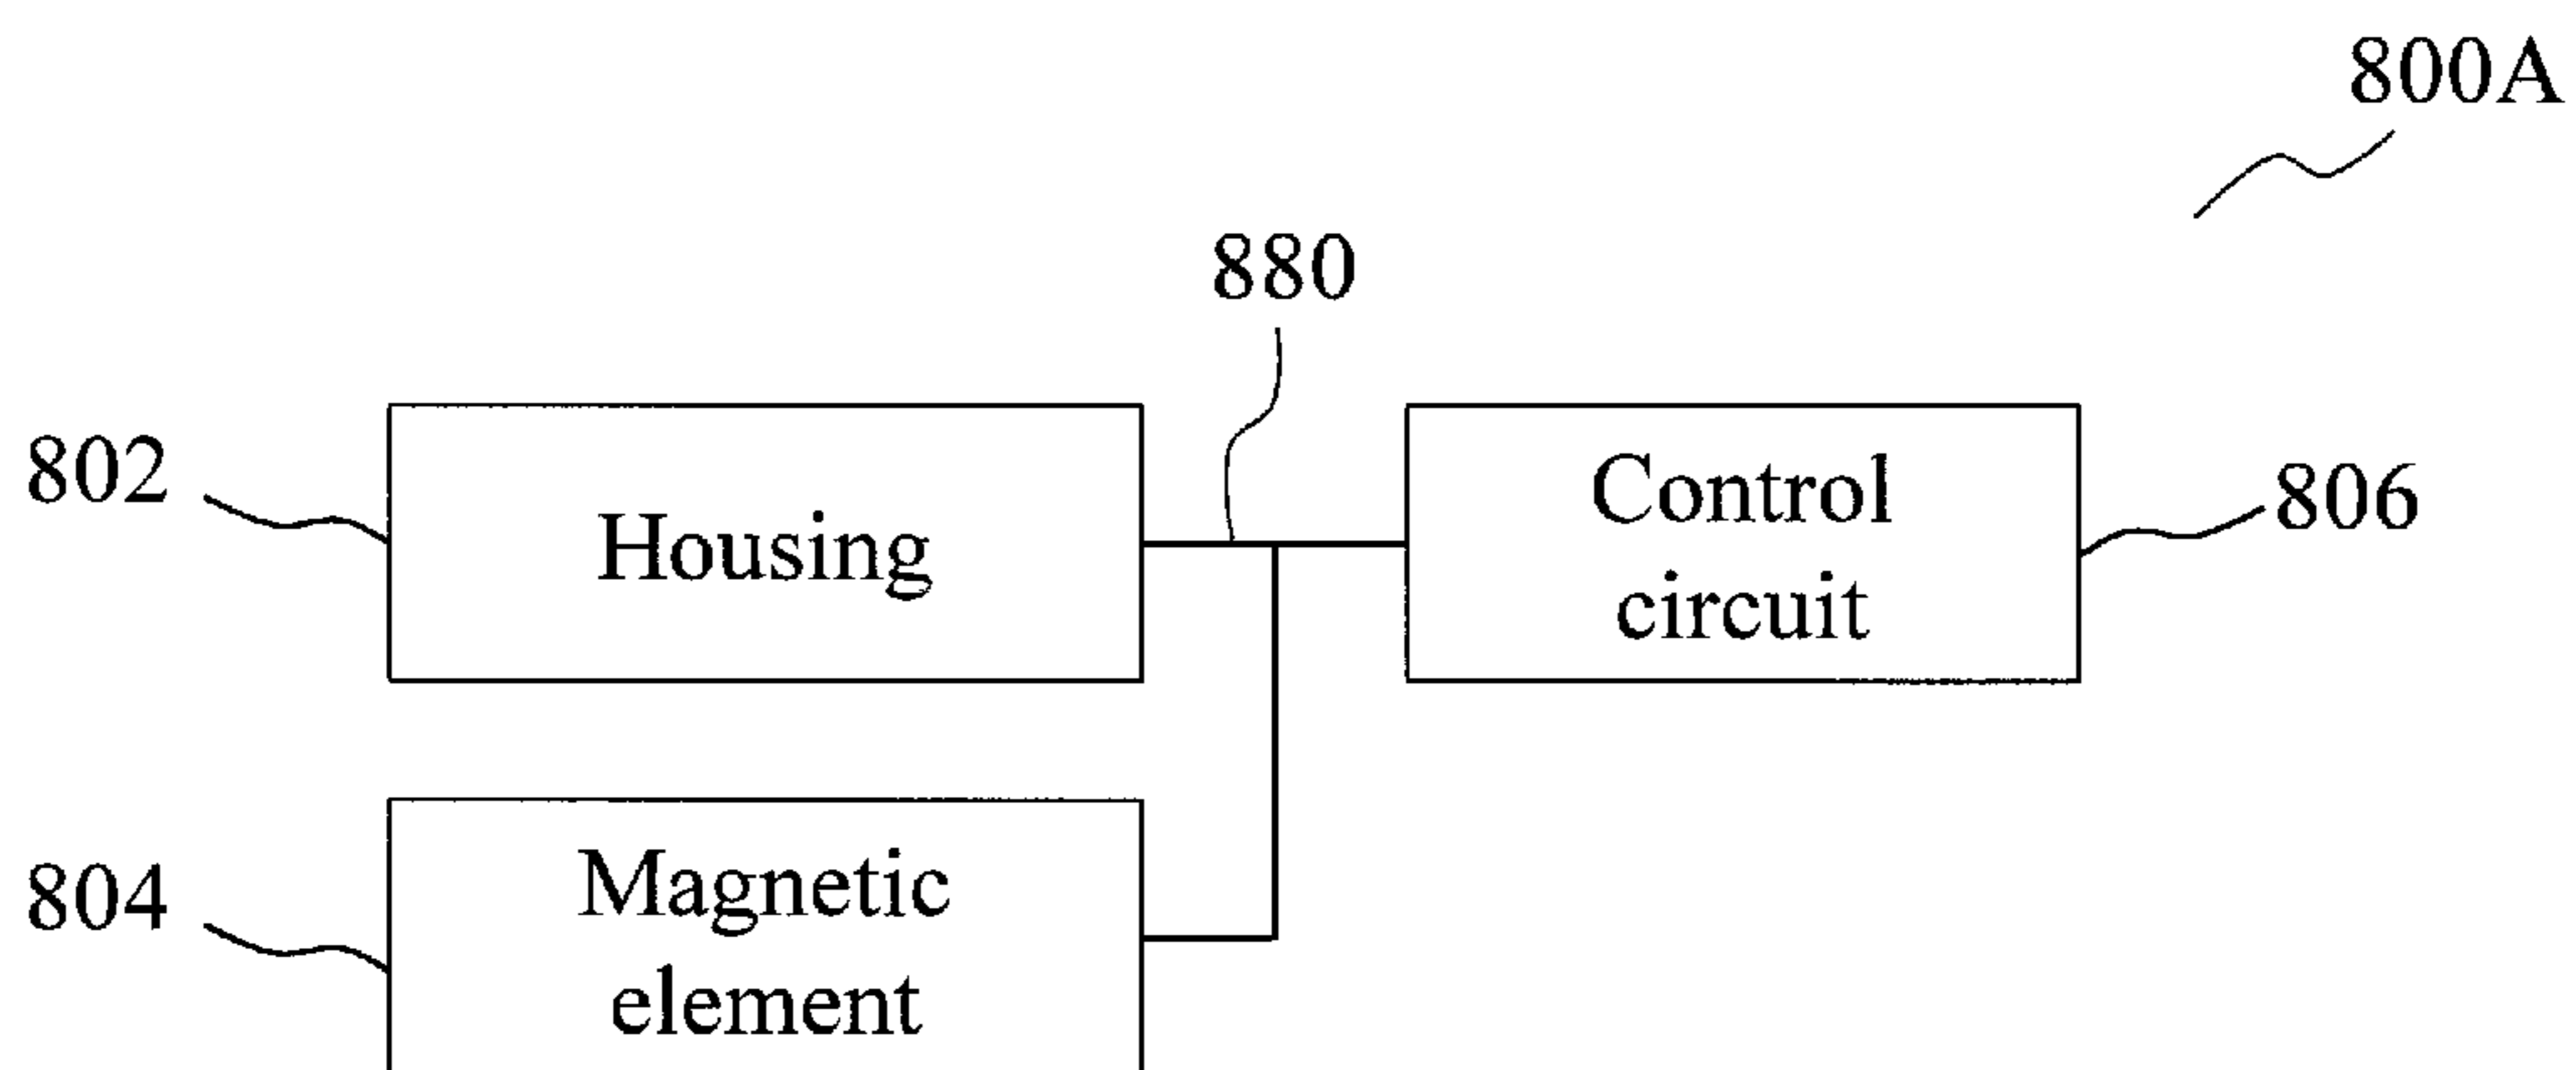 800A
880
802
Housing
Control
circuit
806
804
Magnetic
element